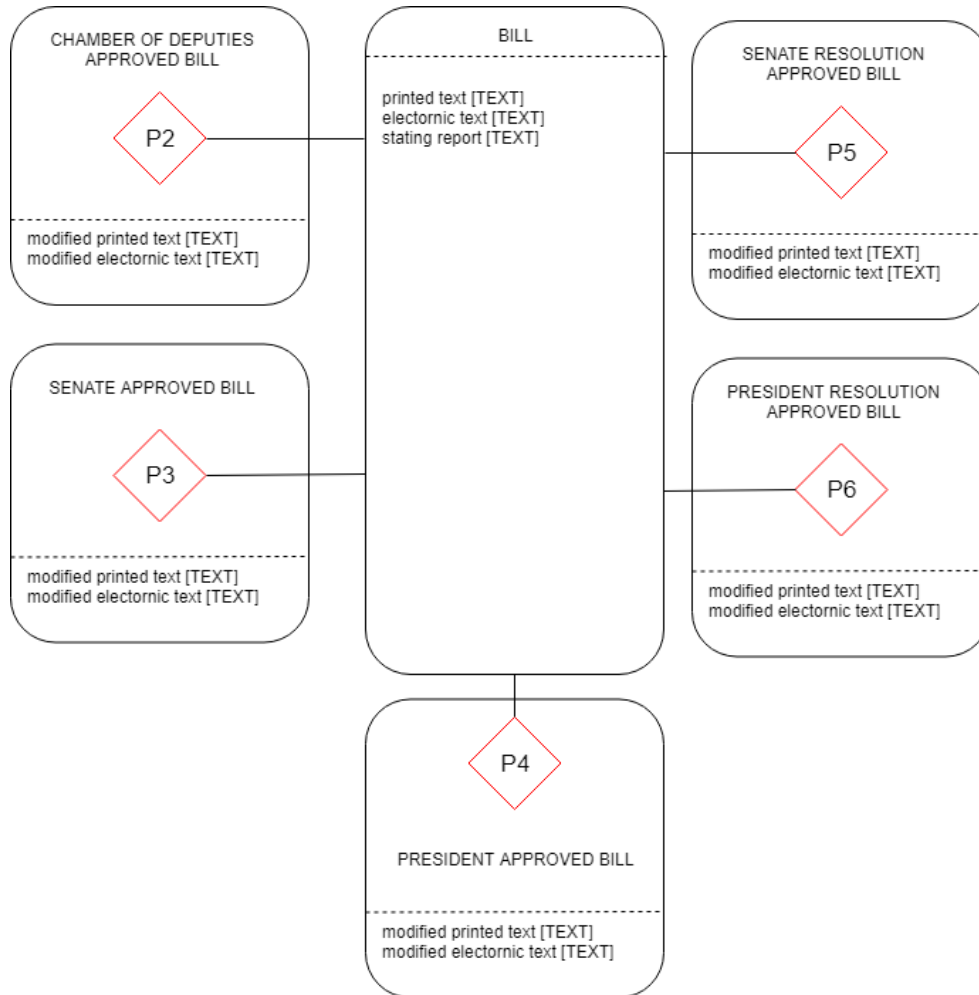 CHAMBER OF DEPUTIES
APPROVED BILL
P2
modified printed text [TEXT]
modified electornic text [TEXT]
SENATE APPROVED BILL
P3
modified printed text [TEXT]
modified electornic text [TEXT]
BILL
printed text [TEXT]
electornic text [TEXT]
stating report [TEXT]
P4
PRESIDENT APPROVED BILL
modified printed text [TEXT]
modified electornic text [TEXT]
SENATE RESOLUTION
APPROVED BILL
P5
modified printed text [TEXT]
modified electornic text [TEXT]
PRESIDENT RESOLUTION
APPROVED BILL
P6
modified printed text [TEXT]
modified electornic text [TEXT]